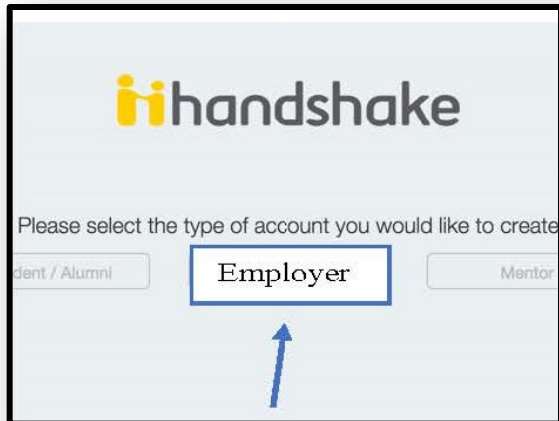 handshake
Please select the type of account you would like to create
dent / Alumni
Employer
Mentor